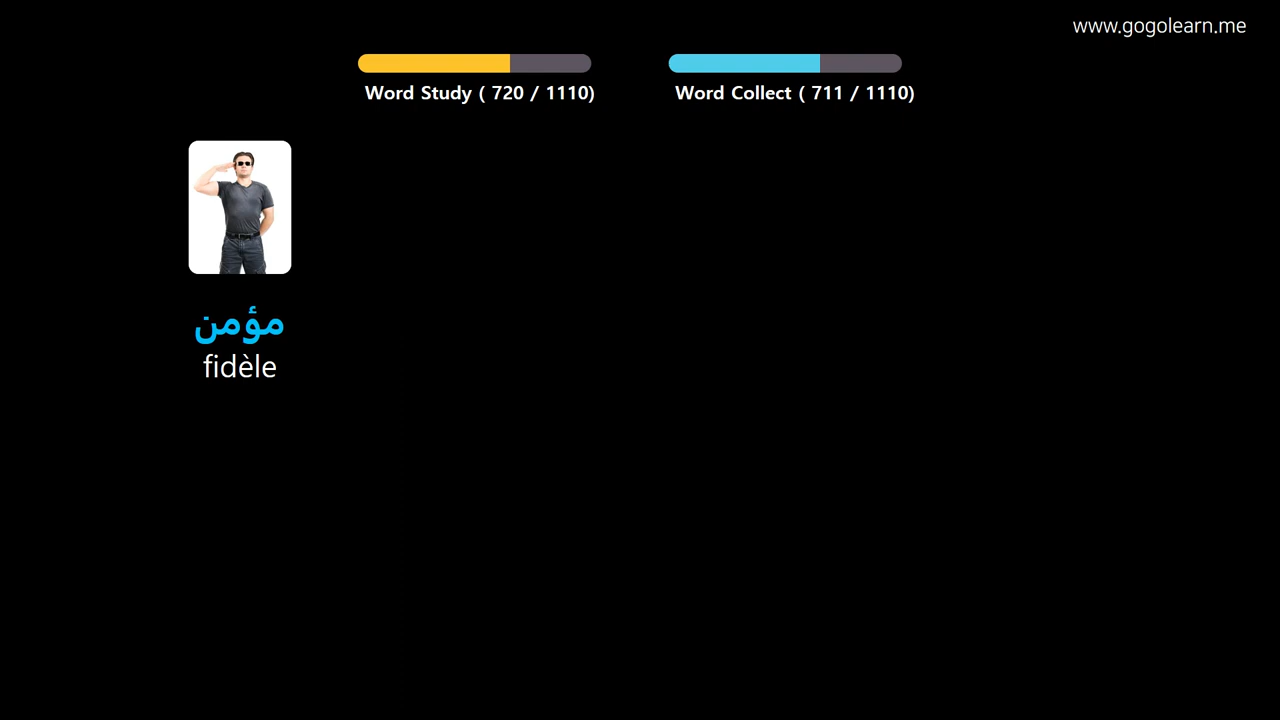 www.gogolearn.me
Word Study ( 720 / 1110)
Word Collect ( 711 / 1110)
مؤمن
fidèle